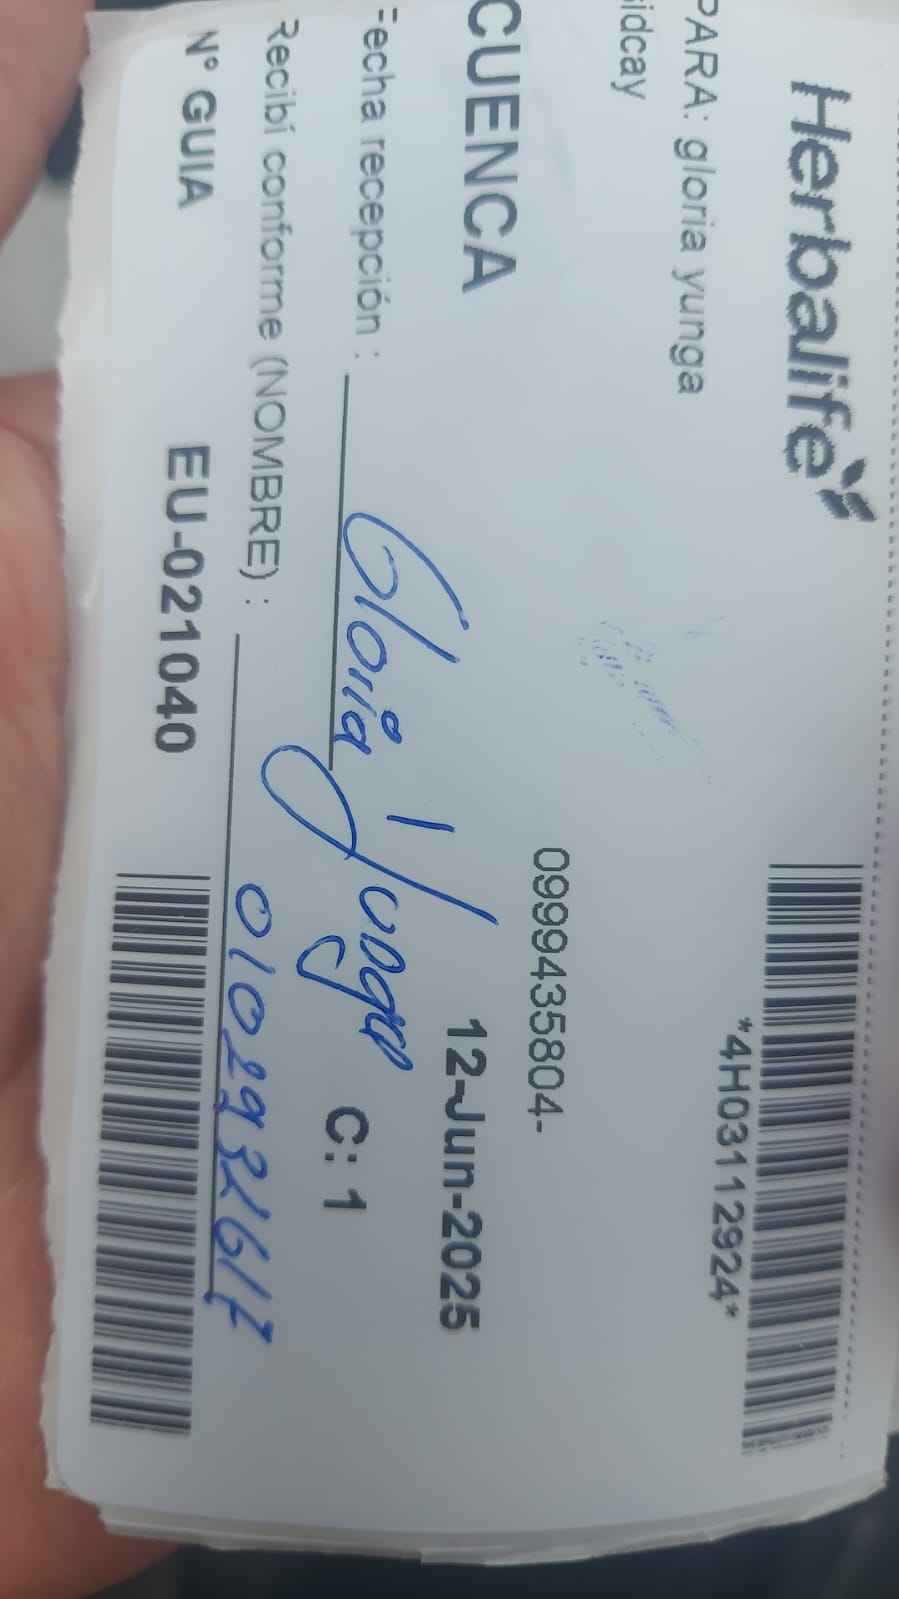 Herbalife
*4H03112924*
PARA: gloria yunga
sidcay
0999435804-
CUENCA
12-Jun-2025
Fecha recepción :
Gloria Yunga
C: 1
Recibí conforme (NOMBRE) :
N° GUIA
EU-021040